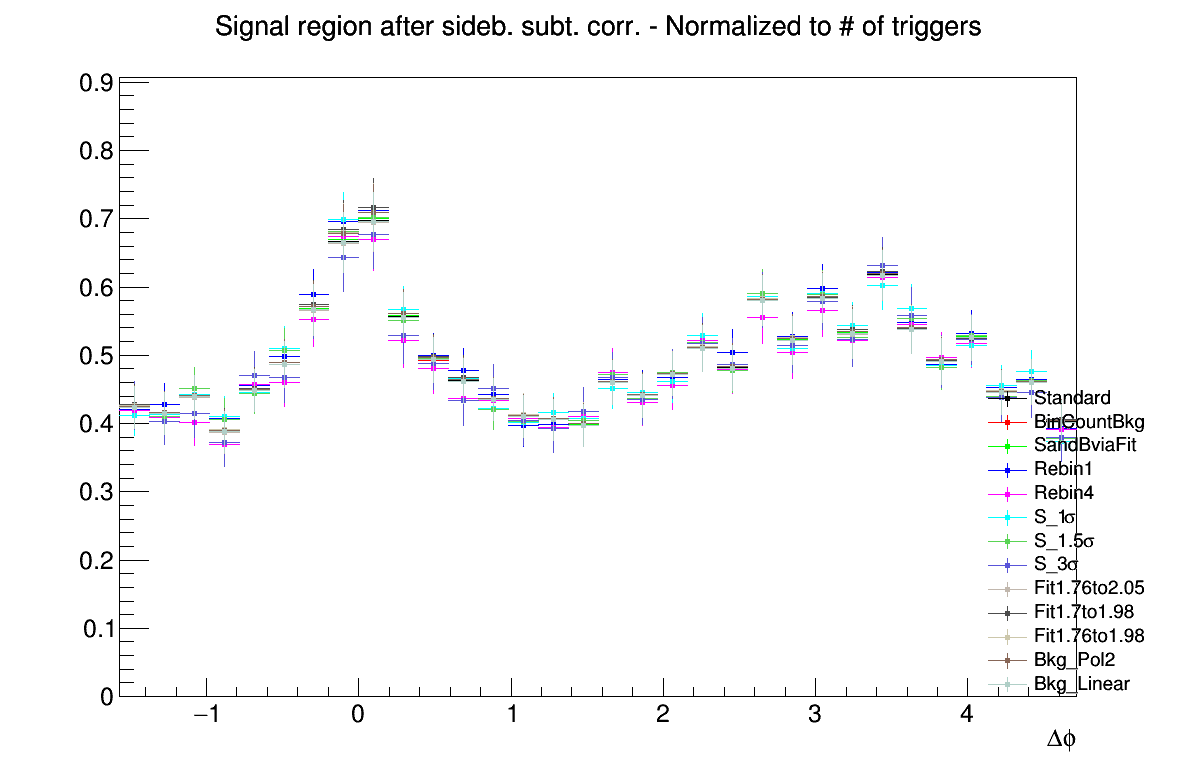 Signal region after sideb. subt. corr. - Normalized to # of triggers
0.9
0.8
0.7
0.6
0.5
0.4
0.3
0.2
0.1
0
Standard
BinCountBkg
SandBviaFit
Rebin1
Rebin4
S_1σ
S_1.5σ
S_3σ
Fit1.76to2.05
Fit1.7to1.98
Fit1.76to1.98
Bkg_Pol2
Bkg_Linear
−1 0 1 2 3 4
Δϕ